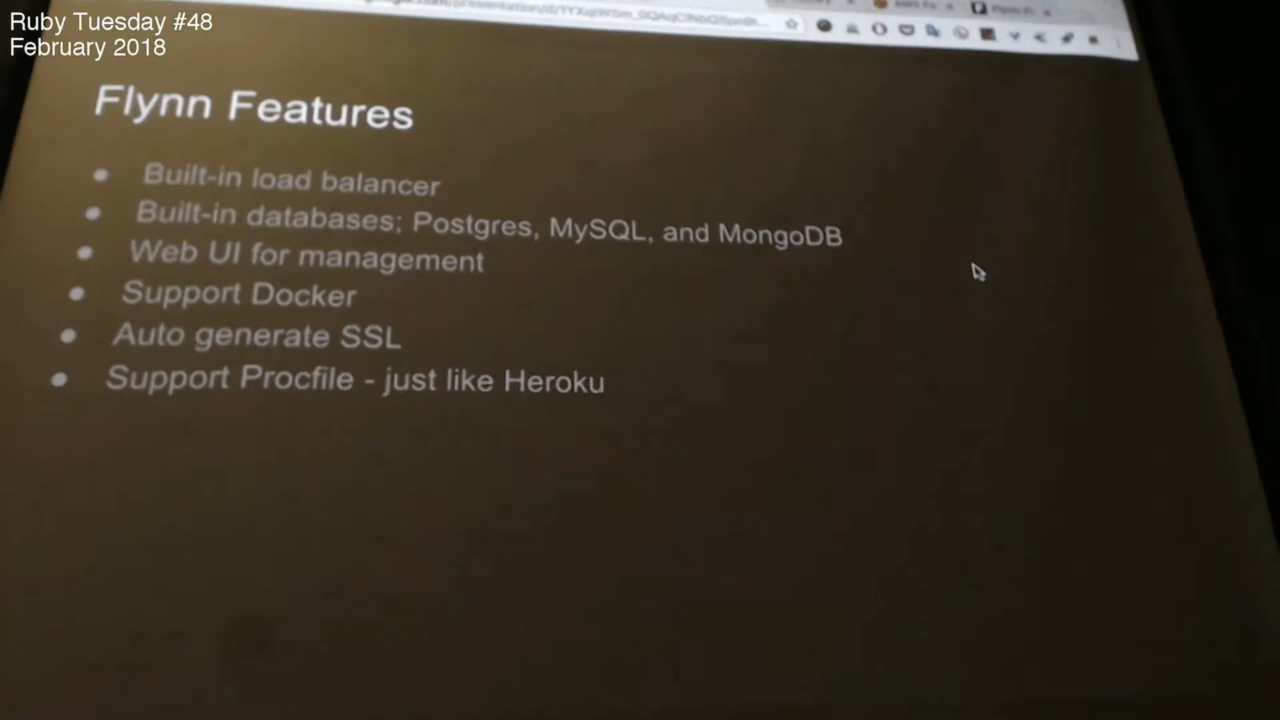 Ruby Tuesday #48
February 2018
Flynn Features
Built-in load balancer
Built-in databases; Postgres, MySQL, and MongoDB
Web UI for management
Support Docker
Auto generate SSL
Support Procfile - just like Heroku